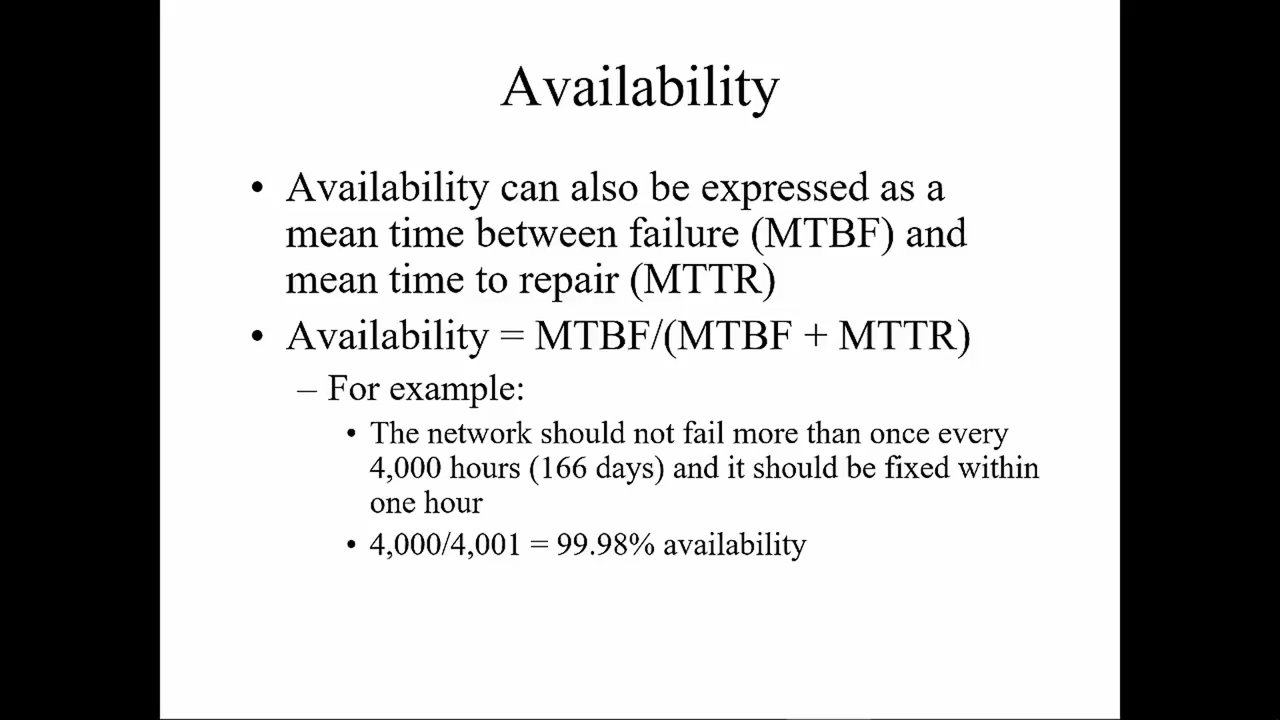 Availability
• Availability can also be expressed as a
mean time between failure (MTBF) and
mean time to repair (MTTR)
• Availability = MTBF/(MTBF + MTTR)
– For example:
• The network should not fail more than once every
4,000 hours (166 days) and it should be fixed within
one hour
• 4,000/4,001 = 99.98% availability